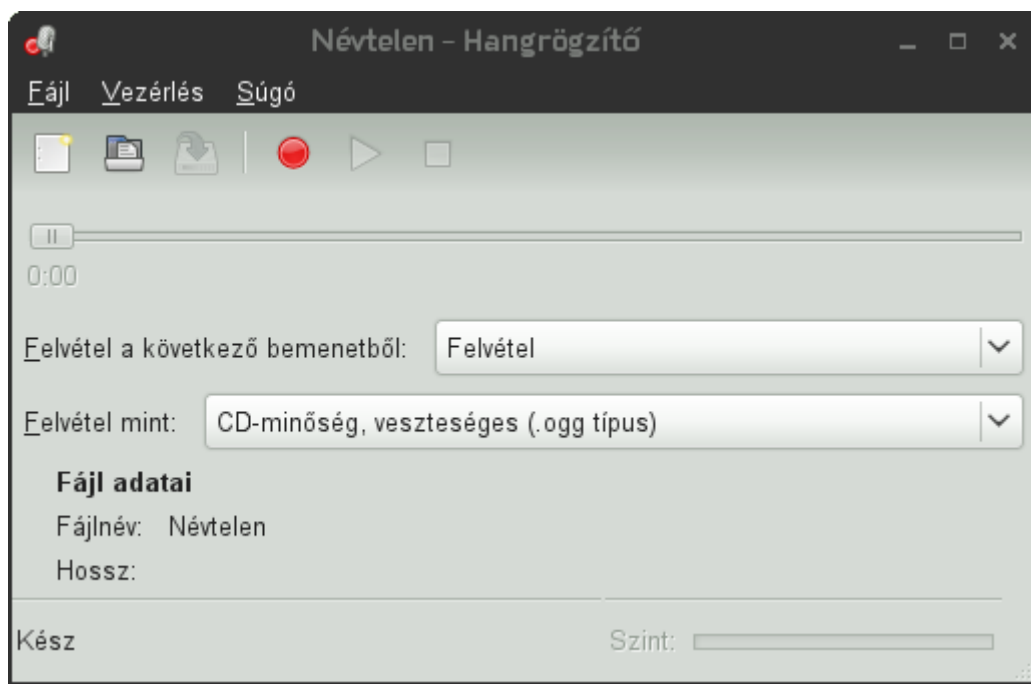 Névtelen – Hangrögzítő
Fájl Vezérlés Súgó
0:00
Felvétel a következő bemenetből: Felvétel
Felvétel mint: CD-minőség, veszteséges (.ogg típus)
Fájl adatai
Fájlnév: Névtelen
Hossz:
Kész Szint: